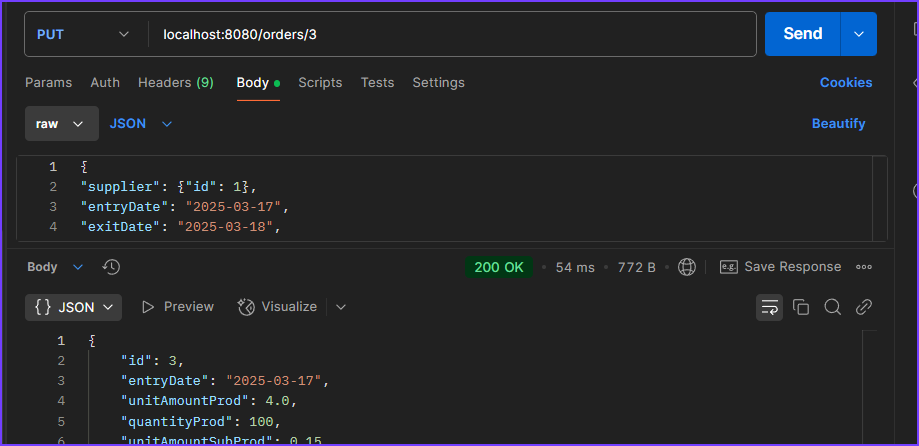 PUT localhost:8080/orders/3 Send
Params Auth Headers (9) Body Scripts Tests Settings Cookies
raw JSON Beautify
1 {
2 "supplier": {"id": 1},
3 "entryDate": "2025-03-17",
4 "exitDate": "2025-03-18",
Body 200 OK • 54 ms • 772 B • e.g. Save Response
{} JSON Preview Visualize
1 {
2 "id": 3,
3 "entryDate": "2025-03-17",
4 "unitAmountProd": 4.0,
5 "quantityProd": 100,
6 "unitAmountSubProd": 0.15